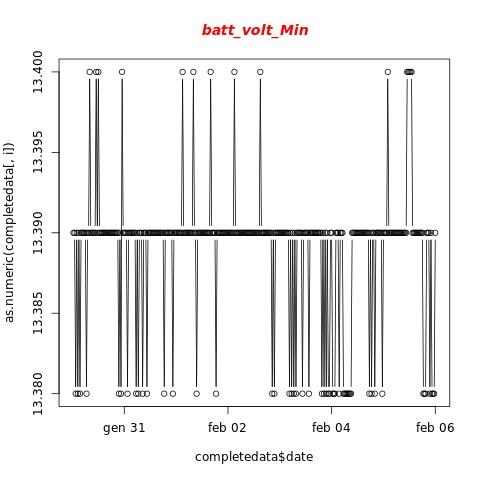 batt_volt_Min
as.numeric(completedata[, i])
13.400
13.395
13.390
13.385
13.380
gen 31
feb 02
feb 04
feb 06
completedata$date